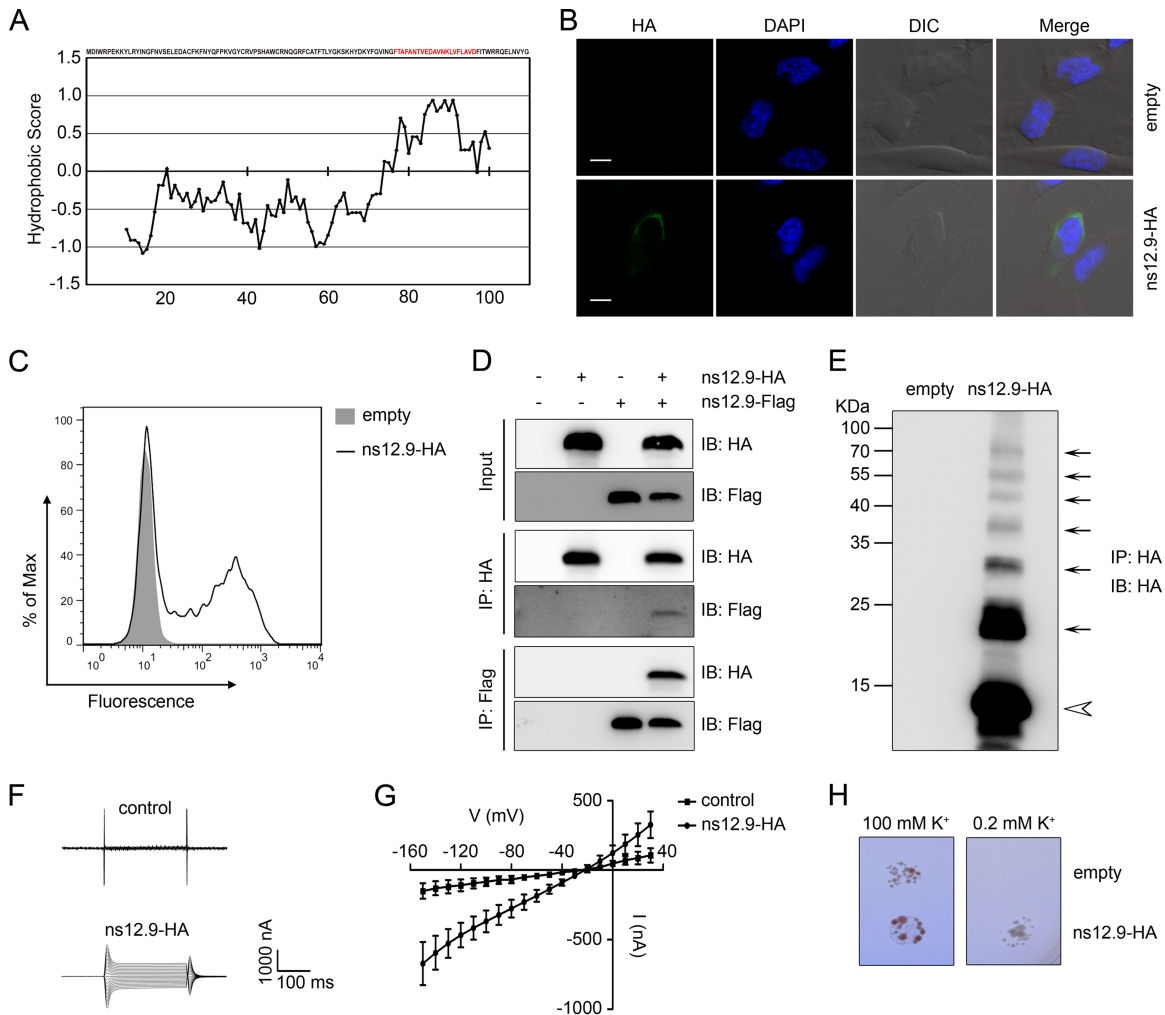 A
MDIWRPEKKYLRYINGFNVSELEDACFKFNYQFPKVGYCRVPSHAWCRNQGRFCATFTLYGKSKHYDKYFGVINGFTAFANTVEDAVNKLVFLAVDFITWRRQELNVYG
1.5
1.0
0.5
0.0
-0.5
-1.0
-1.5
Hydrophobic Score
20 40 60 80 100
B
HA DAPI DIC Merge
empty
ns12.9-HA
C
100
80
60
40
20
0
% of Max
10^0 10^1 10^2 10^3 10^4
Fluorescence
empty
ns12.9-HA
D
- + - + ns12.9-HA
- - + + ns12.9-Flag
Input
IB: HA
IB: Flag
IP: HA
IB: HA
IB: Flag
IP: Flag
IB: HA
IB: Flag
E
empty ns12.9-HA
KDa
100
70
55
40
35
25
15
IP: HA
IB: HA
F
control
ns12.9-HA
1000 nA
100 ms
G
V (mV)
-160 -120 -80 -40 40
500
-500
-1000
I (nA)
control
ns12.9-HA
H
100 mM K⁺ 0.2 mM K⁺
empty
ns12.9-HA